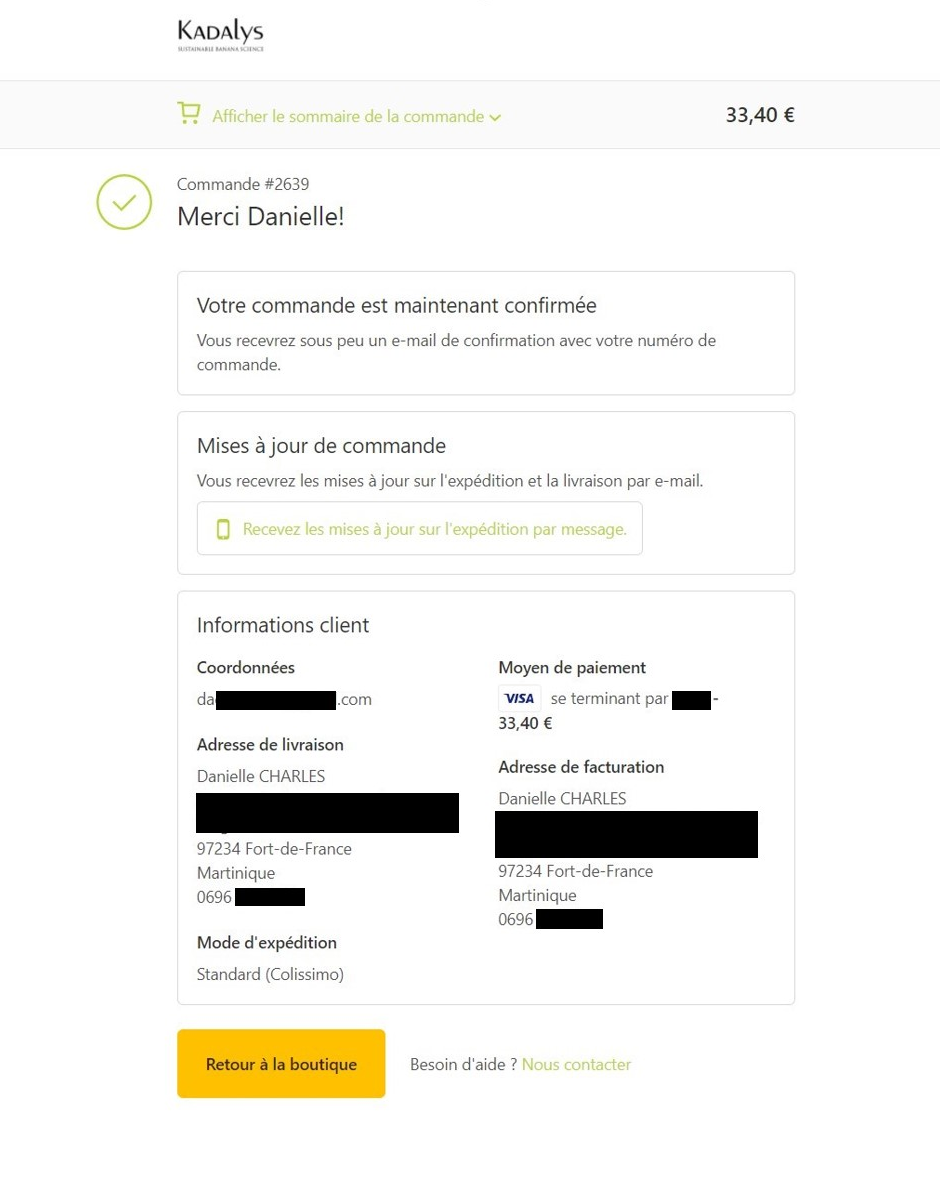 KADALYS
SUSTAINABLE BANANA SCIENCE
Afficher le sommaire de la commande
33,40 €
Commande #2639
Merci Danielle!
Votre commande est maintenant confirmée
Vous recevrez sous peu un e-mail de confirmation avec votre numéro de
commande.
Mises à jour de commande
Vous recevrez les mises à jour sur l'expédition et la livraison par e-mail.
Recevez les mises à jour sur l'expédition par message.
Informations client
Coordonnées
da .com
Adresse de livraison
Danielle CHARLES
97234 Fort-de-France
Martinique
0696
Mode d'expédition
Standard (Colissimo)
Moyen de paiement
VISA se terminant par -
33,40 €
Adresse de facturation
Danielle CHARLES
97234 Fort-de-France
Martinique
0696
Retour à la boutique
Besoin d'aide ? Nous contacter